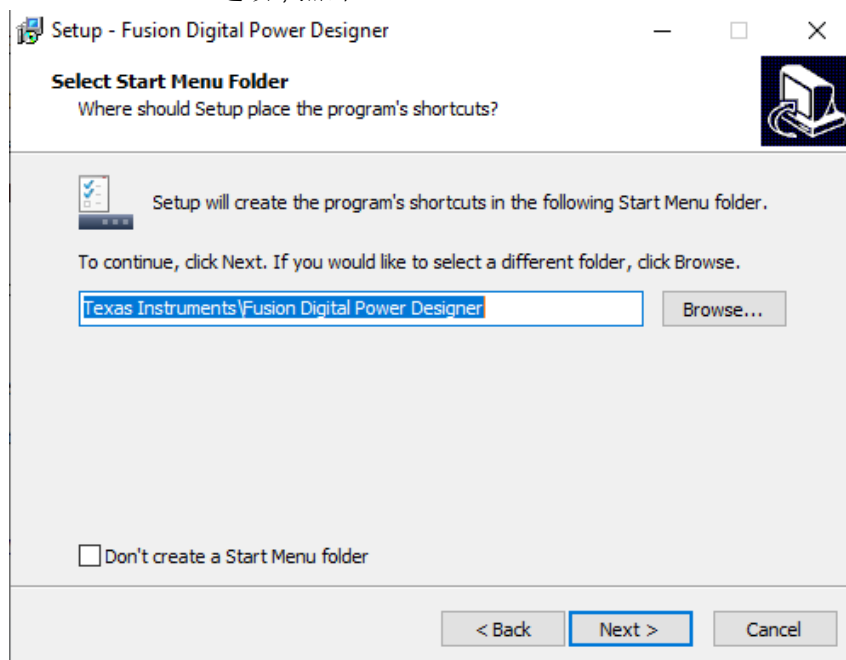 Setup - Fusion Digital Power Designer
Select Start Menu Folder
Where should Setup place the program's shortcuts?
Setup will create the program's shortcuts in the following Start Menu folder.
To continue, click Next. If you would like to select a different folder, click Browse.
Texas Instruments\Fusion Digital Power Designer
Browse...
Don't create a Start Menu folder
< Back
Next >
Cancel